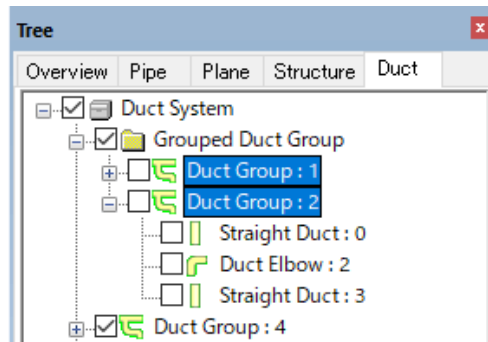 Tree
Overview Pipe Plane Structure Duct
Duct System
Grouped Duct Group
Duct Group : 1
Duct Group : 2
Straight Duct : 0
Duct Elbow : 2
Straight Duct : 3
Duct Group : 4